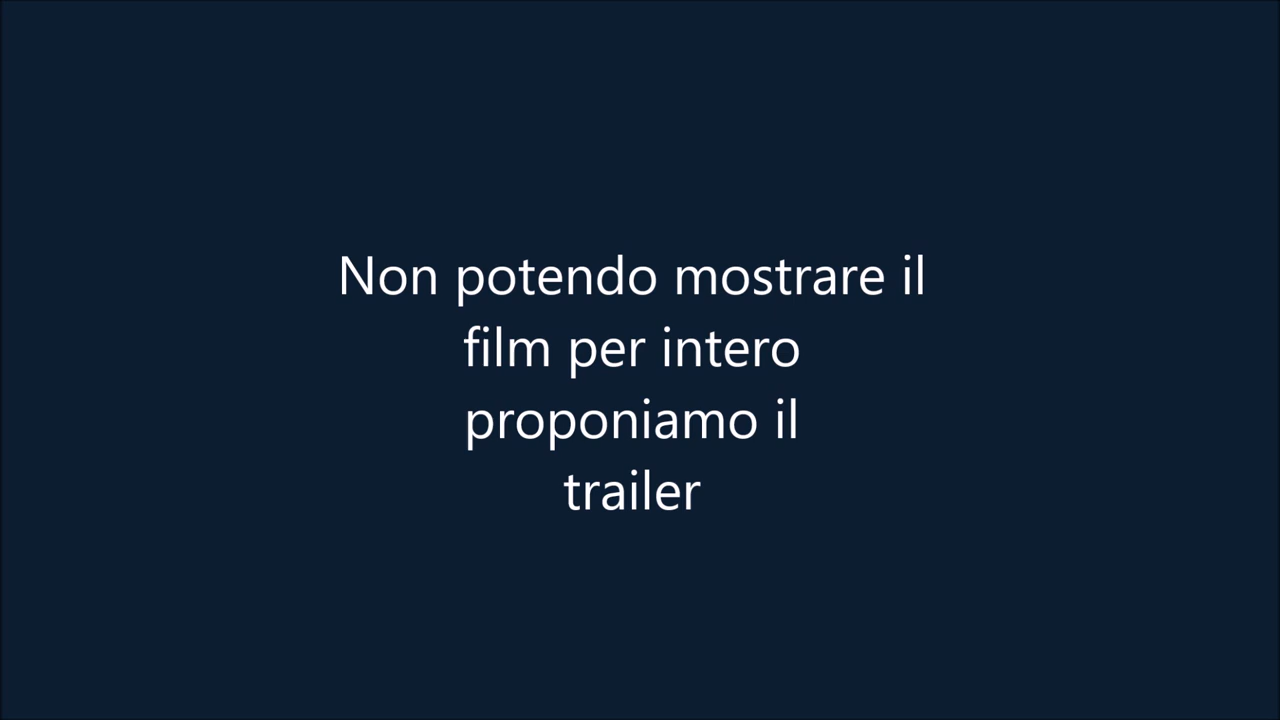 Non potendo mostrare il
film per intero
proponiamo il
trailer